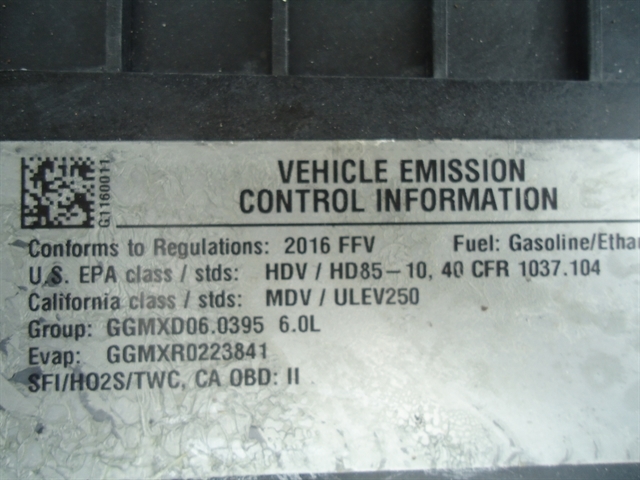 VEHICLE EMISSION
CONTROL INFORMATION
G1160011
Conforms to Regulations: 2016 FFV Fuel: Gasoline/Ethan
U.S. EPA class / stds: HDV / HD85-10, 40 CFR 1037.104
California class / stds: MDV / ULEV250
Group: GGMXD06.0395 6.0L
Evap: GGMXR0223841
SFI/HO2S/TWC, CA OBD: II